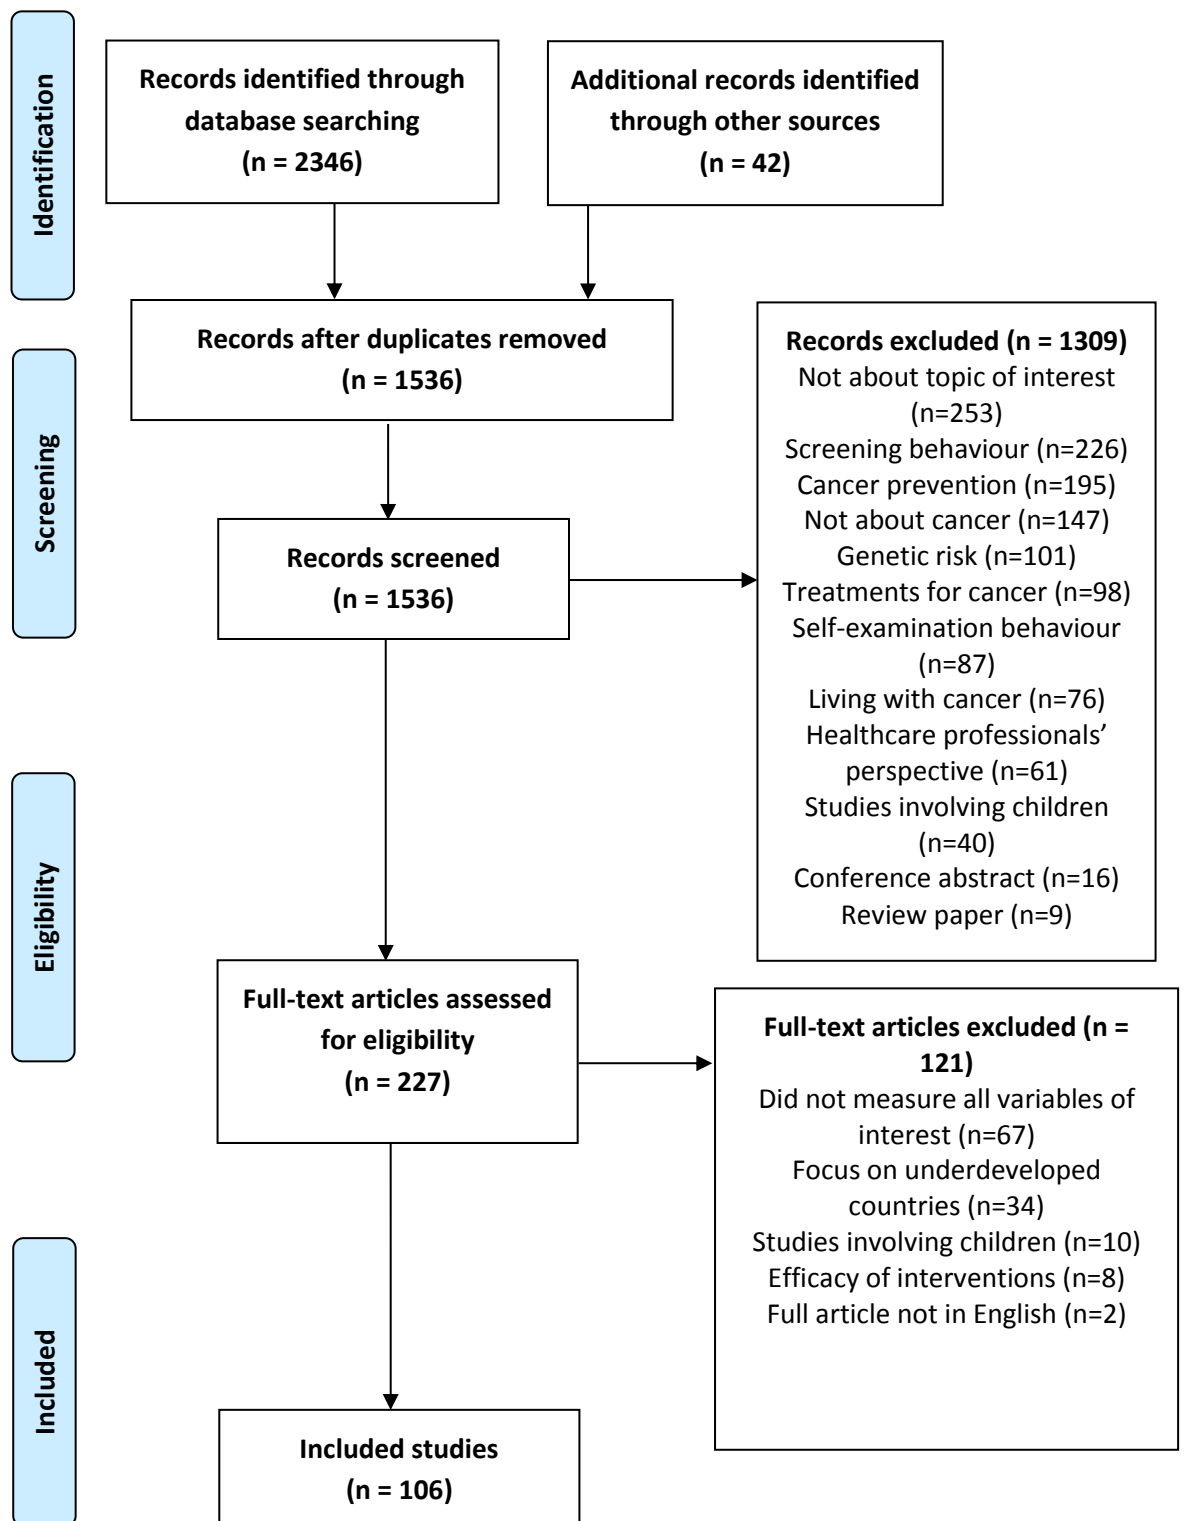 Identification
Records identified through
database searching
(n = 2346)
Additional records identified
through other sources
(n = 42)
Records after duplicates removed
(n = 1536)
Screening
Records screened
(n = 1536)
Records excluded (n = 1309)
Not about topic of interest
(n=253)
Screening behaviour (n=226)
Cancer prevention (n=195)
Not about cancer (n=147)
Genetic risk (n=101)
Treatments for cancer (n=98)
Self-examination behaviour
(n=87)
Living with cancer (n=76)
Healthcare professionals’
perspective (n=61)
Studies involving children
(n=40)
Conference abstract (n=16)
Review paper (n=9)
Eligibility
Full-text articles assessed
for eligibility
(n = 227)
Full-text articles excluded (n =
121)
Did not measure all variables of
interest (n=67)
Focus on underdeveloped
countries (n=34)
Studies involving children (n=10)
Efficacy of interventions (n=8)
Full article not in English (n=2)
Included
Included studies
(n = 106)